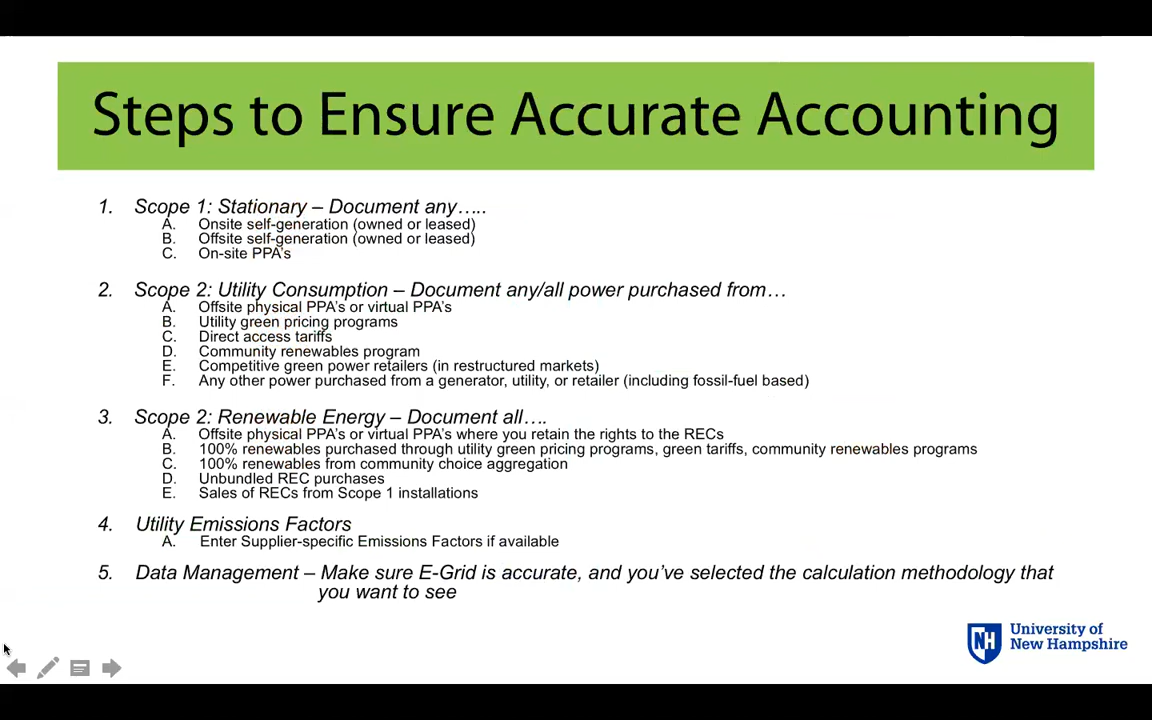 Steps to Ensure Accurate Accounting
1. Scope 1: Stationary – Document any…..
A. Onsite self-generation (owned or leased)
B. Offsite self-generation (owned or leased)
C. On-site PPA's
2. Scope 2: Utility Consumption – Document any/all power purchased from…
A. Offsite physical PPA's or virtual PPA's
B. Utility green pricing programs
C. Direct access tariffs
D. Community renewables program
E. Competitive green power retailers (in restructured markets)
F. Any other power purchased from a generator, utility, or retailer (including fossil-fuel based)
3. Scope 2: Renewable Energy – Document all….
A. Offsite physical PPA's or virtual PPA's where you retain the rights to the RECs
B. 100% renewables purchased through utility green pricing programs, green tariffs, community renewables programs
C. 100% renewables from community choice aggregation
D. Unbundled REC purchases
E. Sales of RECs from Scope 1 installations
4. Utility Emissions Factors
A. Enter Supplier-specific Emissions Factors if available
5. Data Management – Make sure E-Grid is accurate, and you've selected the calculation methodology that
you want to see
NH
University of
New Hampshire